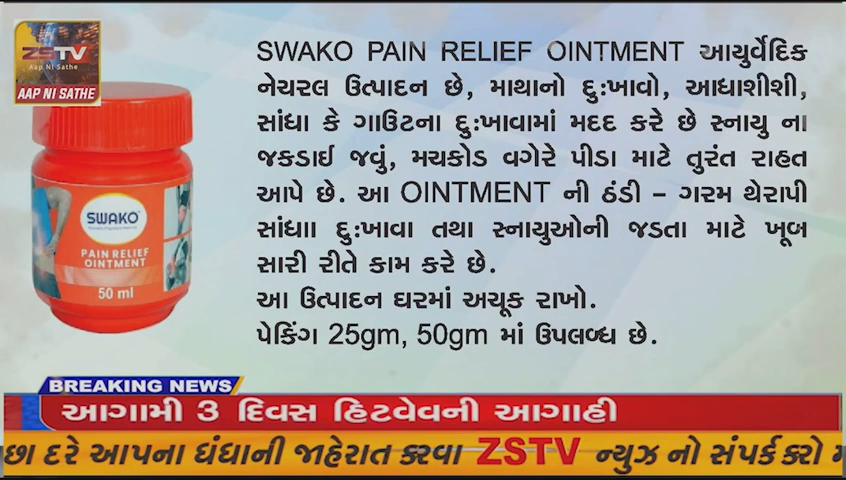 ZSTV
Aap Ni Sathe
AAP NI SATHE
SWAKO PAIN RELIEF OINTMENT આયુર્વેદિક
નેચરલ ઉત્પાદન છે, માથાનો દુઃખાવો, આધાશીશી,
સાંધા કે ગાઉટના દુઃખાવામાં મદદ કરે છે સ્નાયુ ના
જકડાઈ જવું, મચકોડ વગેરે પીડા માટે તુરંત રાહત
આપે છે. આ OINTMENT ની ઠંડી – ગરમ થેરાપી
સાંધાા દુઃખાવા તથા સ્નાયુઓની જડતા માટે ખૂબ
સારી રીતે કામ કરે છે.
આ ઉત્પાદન ઘરમાં અચૂક રાખો.
પેકિંગ 25gm, 50gm માં ઉપલબ્ધ છે.
SWAKO
PAIN RELIEF
OINTMENT
50 ml
BREAKING NEWS
આગામી 3 દિવસ હિટવેવની આગાહી
છા દરે આપના ધંધાની જાહેરાત કરવા ZSTV ન્યુઝ નો સંપર્ક કરો